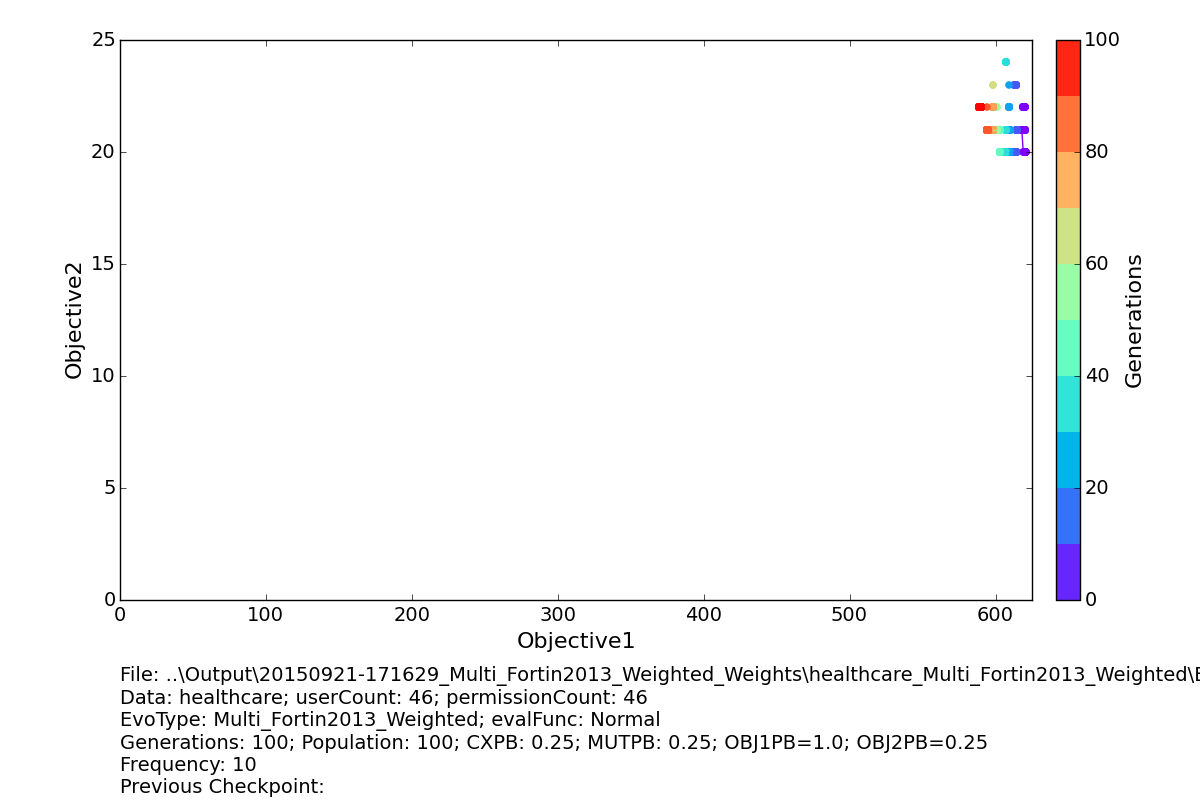 25
20
15
10
5
0
0 100 200 300 400 500 600
Objective1
Objective2
100
80
60
40
20
0
Generations
File: ..\Output\20150921-171629_Multi_Fortin2013_Weighted_Weights\healthcare_Multi_Fortin2013_Weighted\E
Data: healthcare; userCount: 46; permissionCount: 46
EvoType: Multi_Fortin2013_Weighted; evalFunc: Normal
Generations: 100; Population: 100; CXPB: 0.25; MUTPB: 0.25; OBJ1PB=1.0; OBJ2PB=0.25
Frequency: 10
Previous Checkpoint: